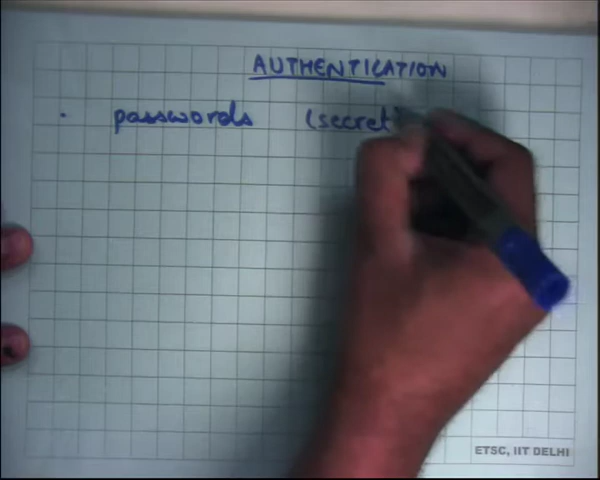 AUTHENTICATION
· passwords (secret)
ETSC, IIT DELHI